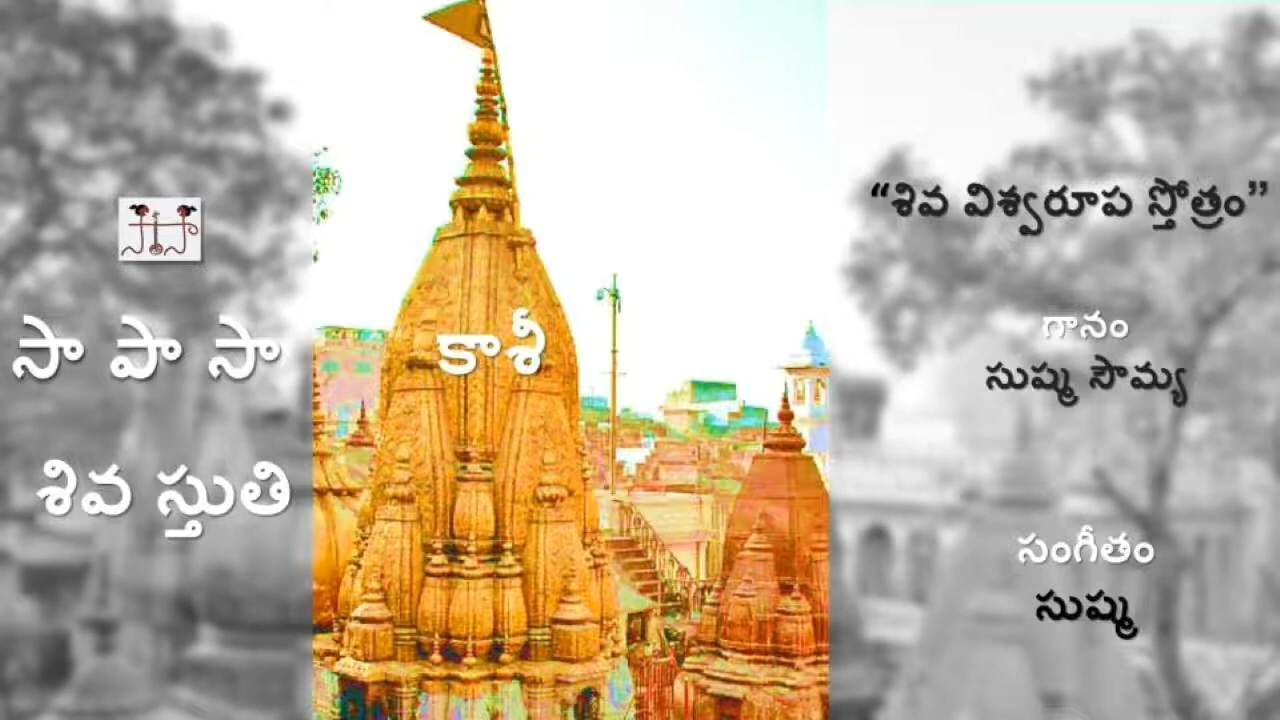 సా పా సా
శివ స్తుతి
కాశీ
“శివ విశ్వరూప స్తోత్రం”
గానం
సుష్మ సౌమ్య
సంగీతం
సుష్మ